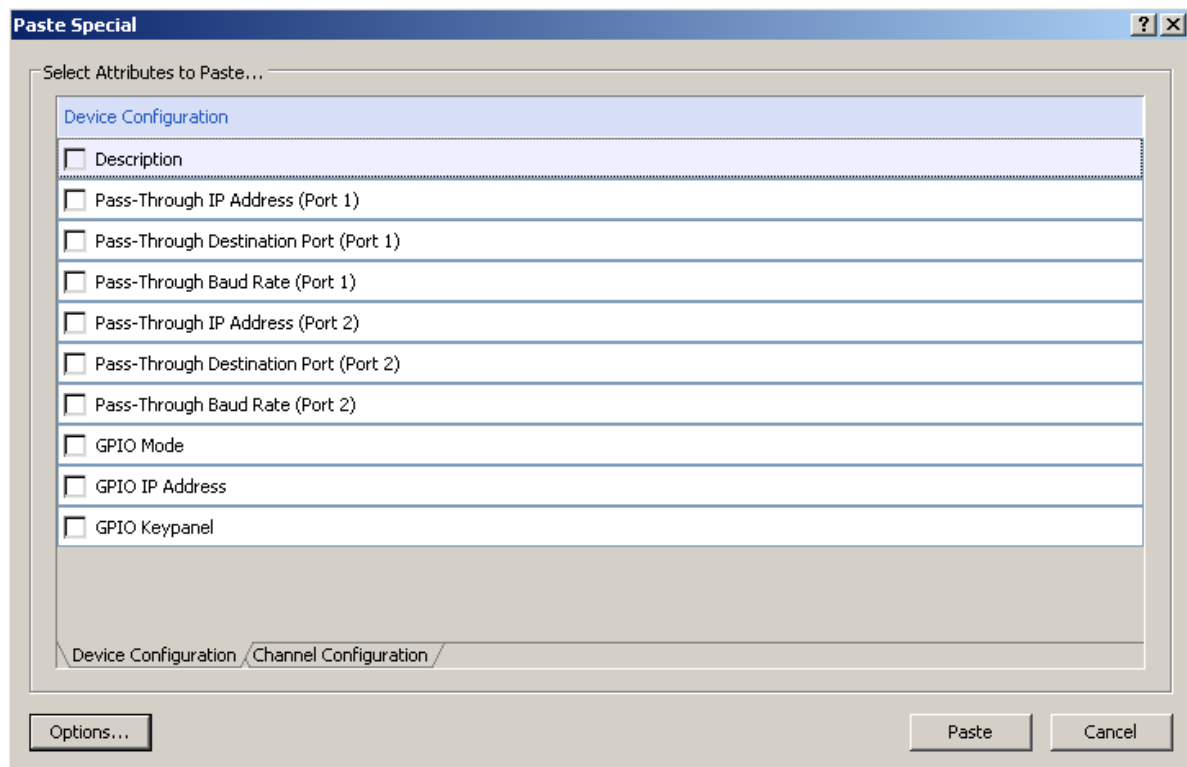 Paste Special
Select Attributes to Paste...
Device Configuration
Description
Pass-Through IP Address (Port 1)
Pass-Through Destination Port (Port 1)
Pass-Through Baud Rate (Port 1)
Pass-Through IP Address (Port 2)
Pass-Through Destination Port (Port 2)
Pass-Through Baud Rate (Port 2)
GPIO Mode
GPIO IP Address
GPIO Keypanel
Device Configuration Channel Configuration
Options... Paste Cancel